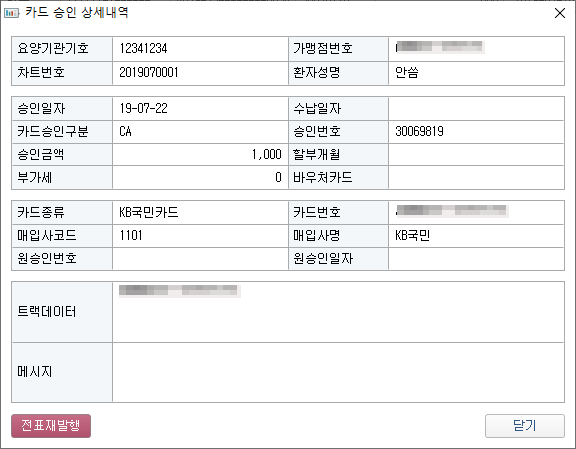 카드 승인 상세내역
요양기관기호 12341234 가맹점번호
차트번호 2019070001 환자성명 안씀
승인일자 19-07-22 수납일자
카드승인구분 CA 승인번호 30069819
승인금액 1,000 할부개월
부가세 0 바우처카드
카드종류 KB국민카드 카드번호
매입사코드 1101 매입사명 KB국민
원승인번호 원승인일자
트랙데이터
메시지
전표재발행 닫기